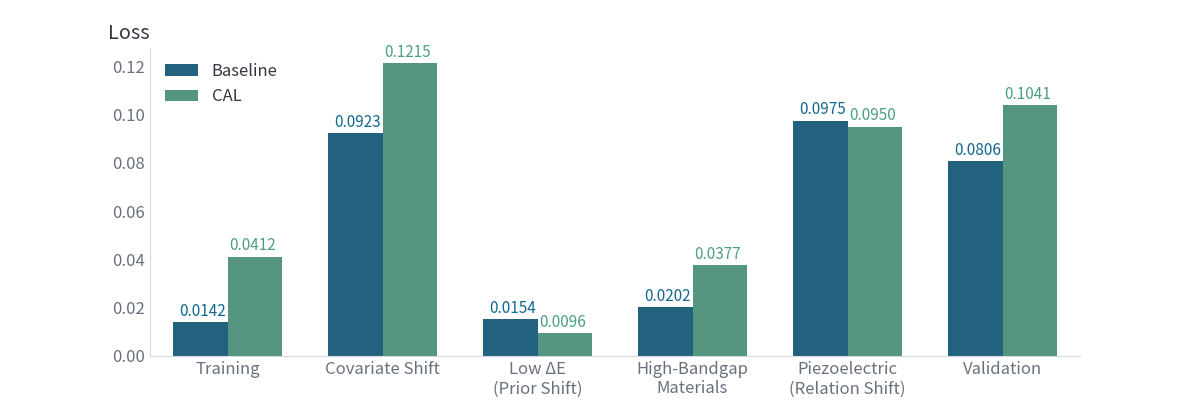 Loss
Baseline
CAL
0.12
0.10
0.08
0.06
0.04
0.02
0.00
0.0142
0.0412
0.0923
0.1215
0.0154
0.0096
0.0202
0.0377
0.0975
0.0950
0.0806
0.1041
Training
Covariate Shift
Low ΔE
(Prior Shift)
High-Bandgap
Materials
Piezoelectric
(Relation Shift)
Validation